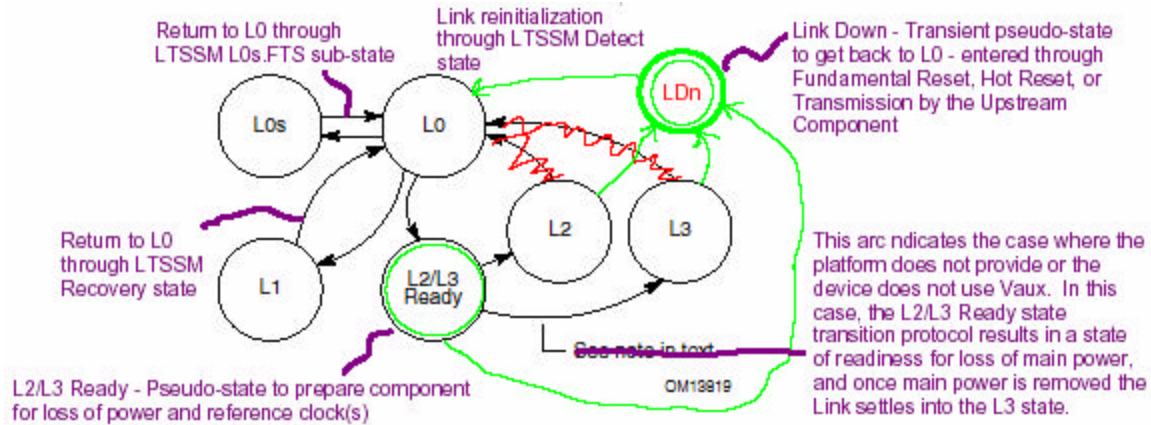 Return to L0 through
LTSSM L0s.FTS sub-state
Link reinitialization
through LTSSM Detect
state
Link Down - Transient pseudo-state
to get back to L0 - entered through
Fundamental Reset, Hot Reset, or
Transmission by the Upstream
Component
LDn
L0s
L0
L2
L3
Return to L0
through LTSSM
Recovery state
L1
L2/L3
Ready
This arc ndicates the case where the
platform does not provide or the
device does not use Vaux. In this
case, the L2/L3 Ready state
transition protocol results in a state
of readiness for loss of main power,
and once main power is removed the
Link settles into the L3 state.
See note in text
OM13819
L2/L3 Ready - Pseudo-state to prepare component
for loss of power and reference clock(s)